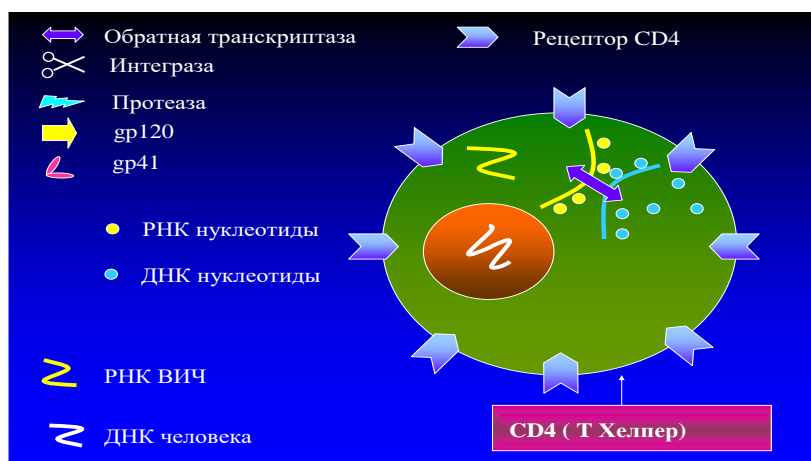 Обратная транскриптаза
Рецептор CD4
Интеграза
Протеаза
gp120
gp41
РНК нуклеотиды
ДНК нуклеотиды
РНК ВИЧ
ДНК человека
CD4 ( Т Хелпер)